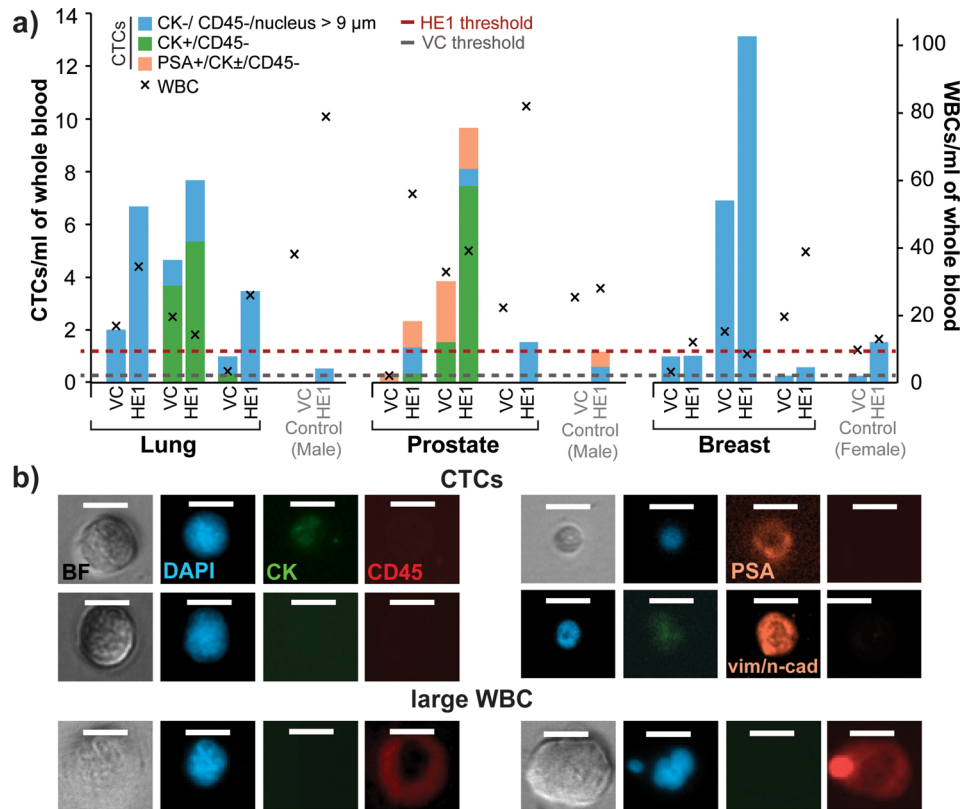 a)
CTCs
CK-/ CD45-/nucleus > 9 µm
CK+/CD45-
PSA+/CK±/CD45-
× WBC
HE1 threshold
VC threshold
CTCs/ml of whole blood
14
12
10
8
6
4
2
0
WBCs/ml of whole blood
100
80
60
40
20
0
VC HE1 VC HE1 VC HE1 VC HE1 VC HE1 VC HE1 VC HE1 VC HE1 VC HE1 VC HE1 VC HE1 VC HE1
Lung
Control
(Male)
Prostate
Control
(Male)
Breast
Control
(Female)
b)
CTCs
BF DAPI CK CD45 PSA
vim/n-cad
large WBC